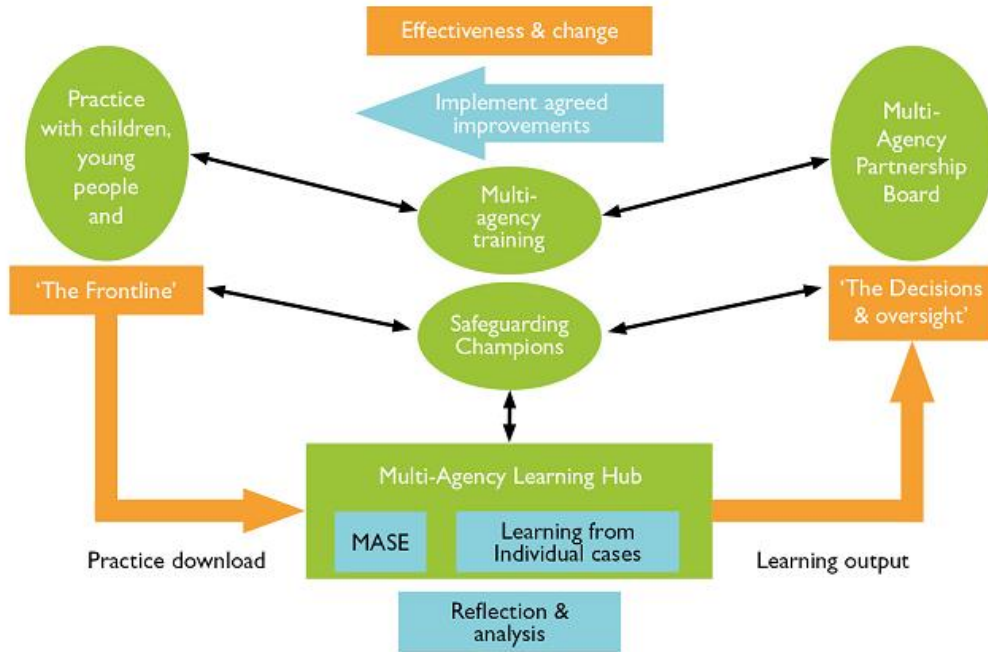 Effectiveness & change
Implement agreed
improvements
Practice
with children,
young
people
and
Multi-
Agency
Partnership
Board
Multi-
agency
training
'The Frontline'
'The Decisions
& oversight'
Safeguarding
Champions
Multi-Agency Learning Hub
MASE
Learning from
Individual cases
Practice download
Learning output
Reflection &
analysis